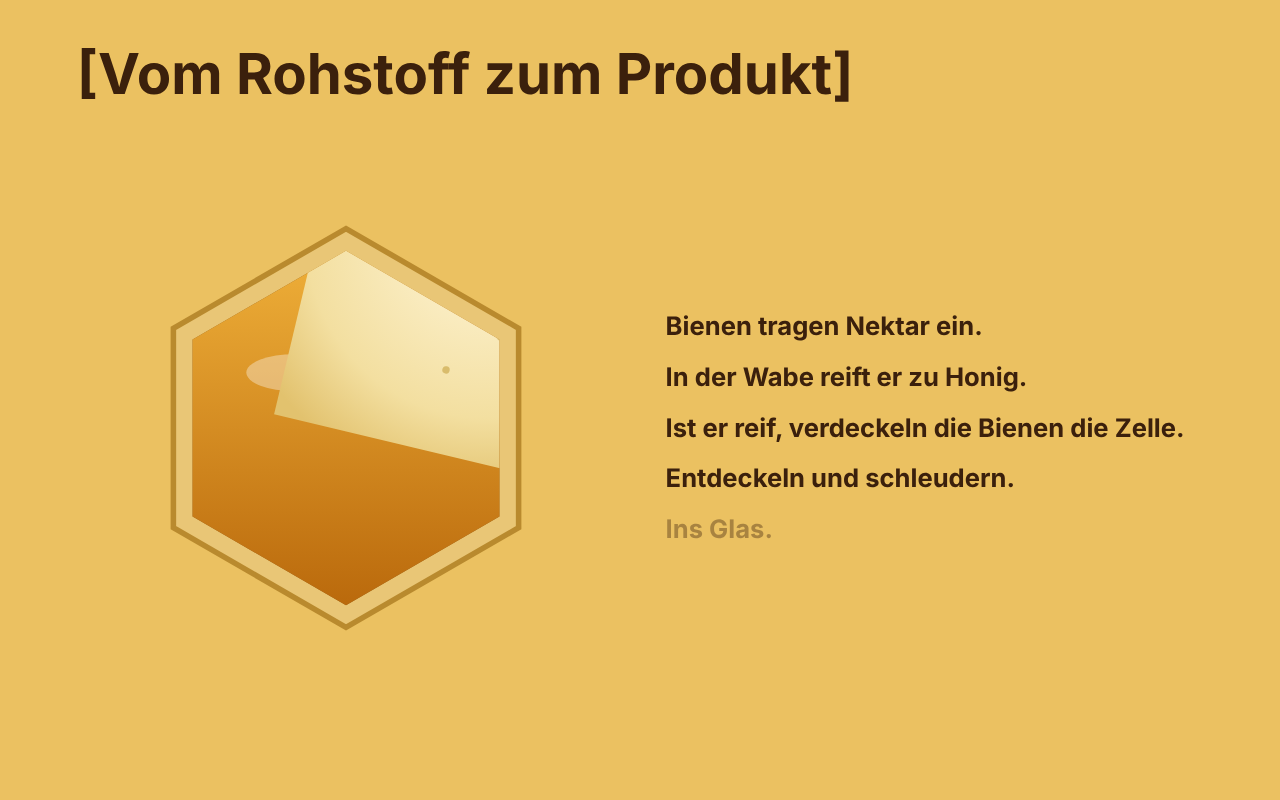 [Vom Rohstoff zum Produkt]
Bienen tragen Nektar ein.
In der Wabe reift er zu Honig.
Ist er reif, verdeckeln die Bienen die Zelle.
Entdeckeln und schleudern.
Ins Glas.